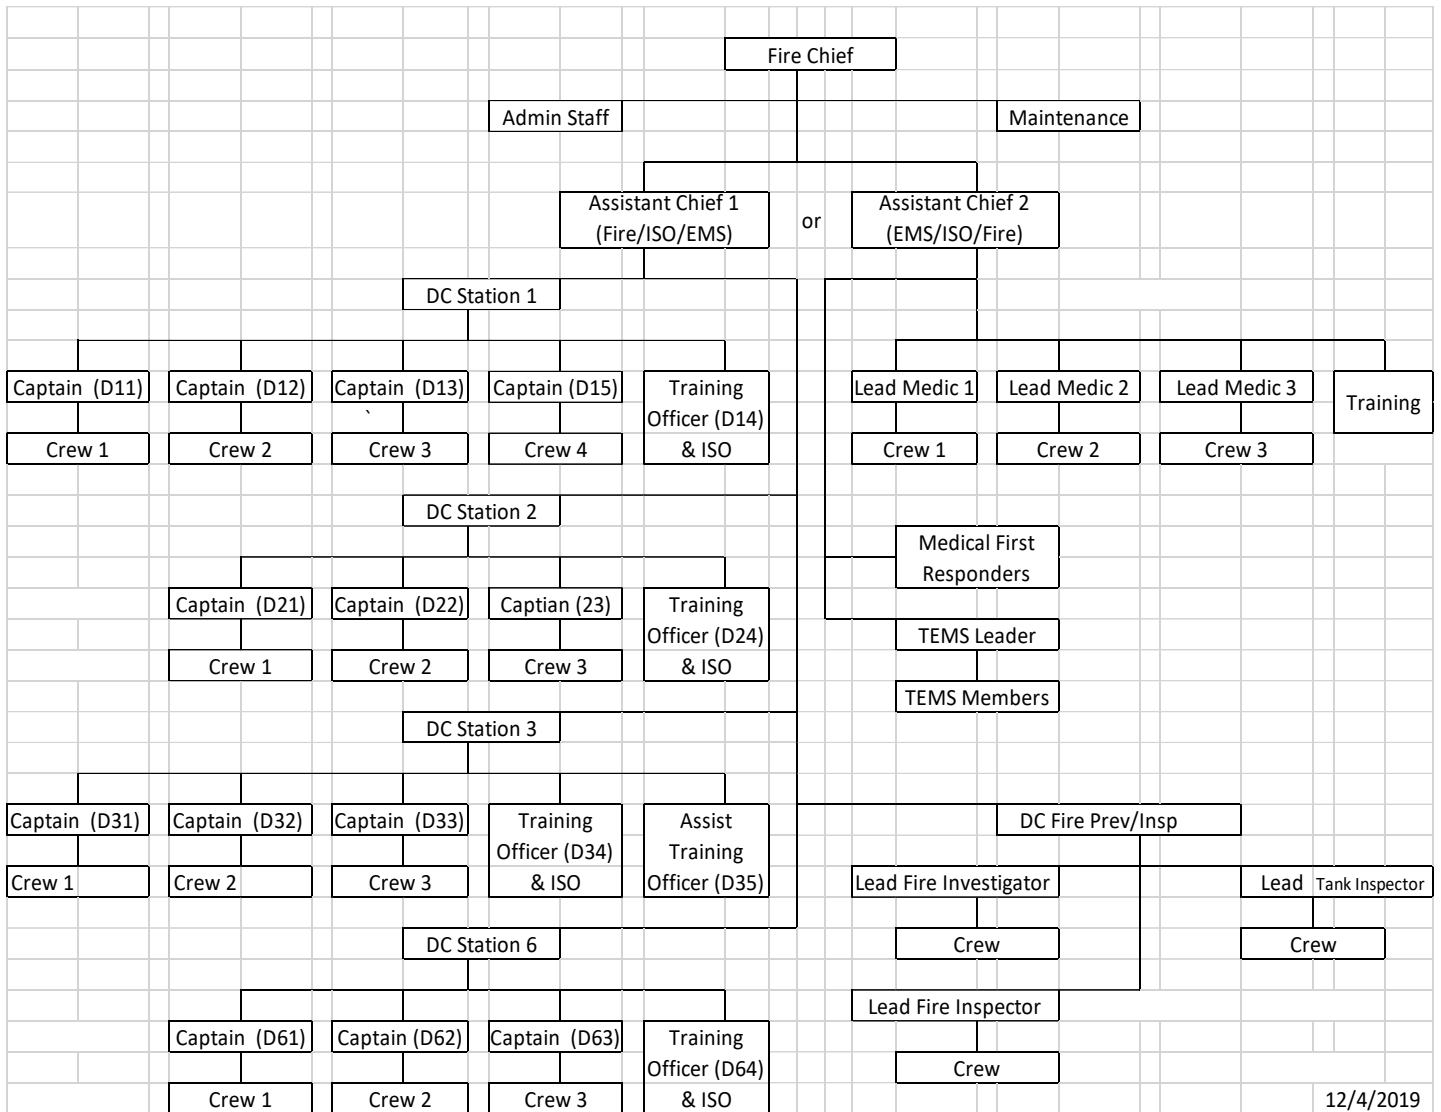 Fire Chief
Admin Staff
Maintenance
Assistant Chief 1
(Fire/ISO/EMS)
or
Assistant Chief 2
(EMS/ISO/Fire)
DC Station 1
Captain (D11)
Captain (D12)
Captain (D13)
`
Captain (D15)
Training
Officer (D14)
& ISO
Crew 1
Crew 2
Crew 3
Crew 4
Lead Medic 1
Lead Medic 2
Lead Medic 3
Training
Crew 1
Crew 2
Crew 3
DC Station 2
Captain (D21)
Captain (D22)
Captian (23)
Training
Officer (D24)
& ISO
Crew 1
Crew 2
Crew 3
Medical First
Responders
TEMS Leader
TEMS Members
DC Station 3
Captain (D31)
Captain (D32)
Captain (D33)
Training
Officer (D34)
& ISO
Assist
Training
Officer (D35)
Crew 1
Crew 2
Crew 3
DC Fire Prev/Insp
Lead Fire Investigator
Lead Tank Inspector
Crew
Crew
Lead Fire Inspector
Crew
DC Station 6
Captain (D61)
Captain (D62)
Captain (D63)
Training
Officer (D64)
& ISO
Crew 1
Crew 2
Crew 3
12/4/2019